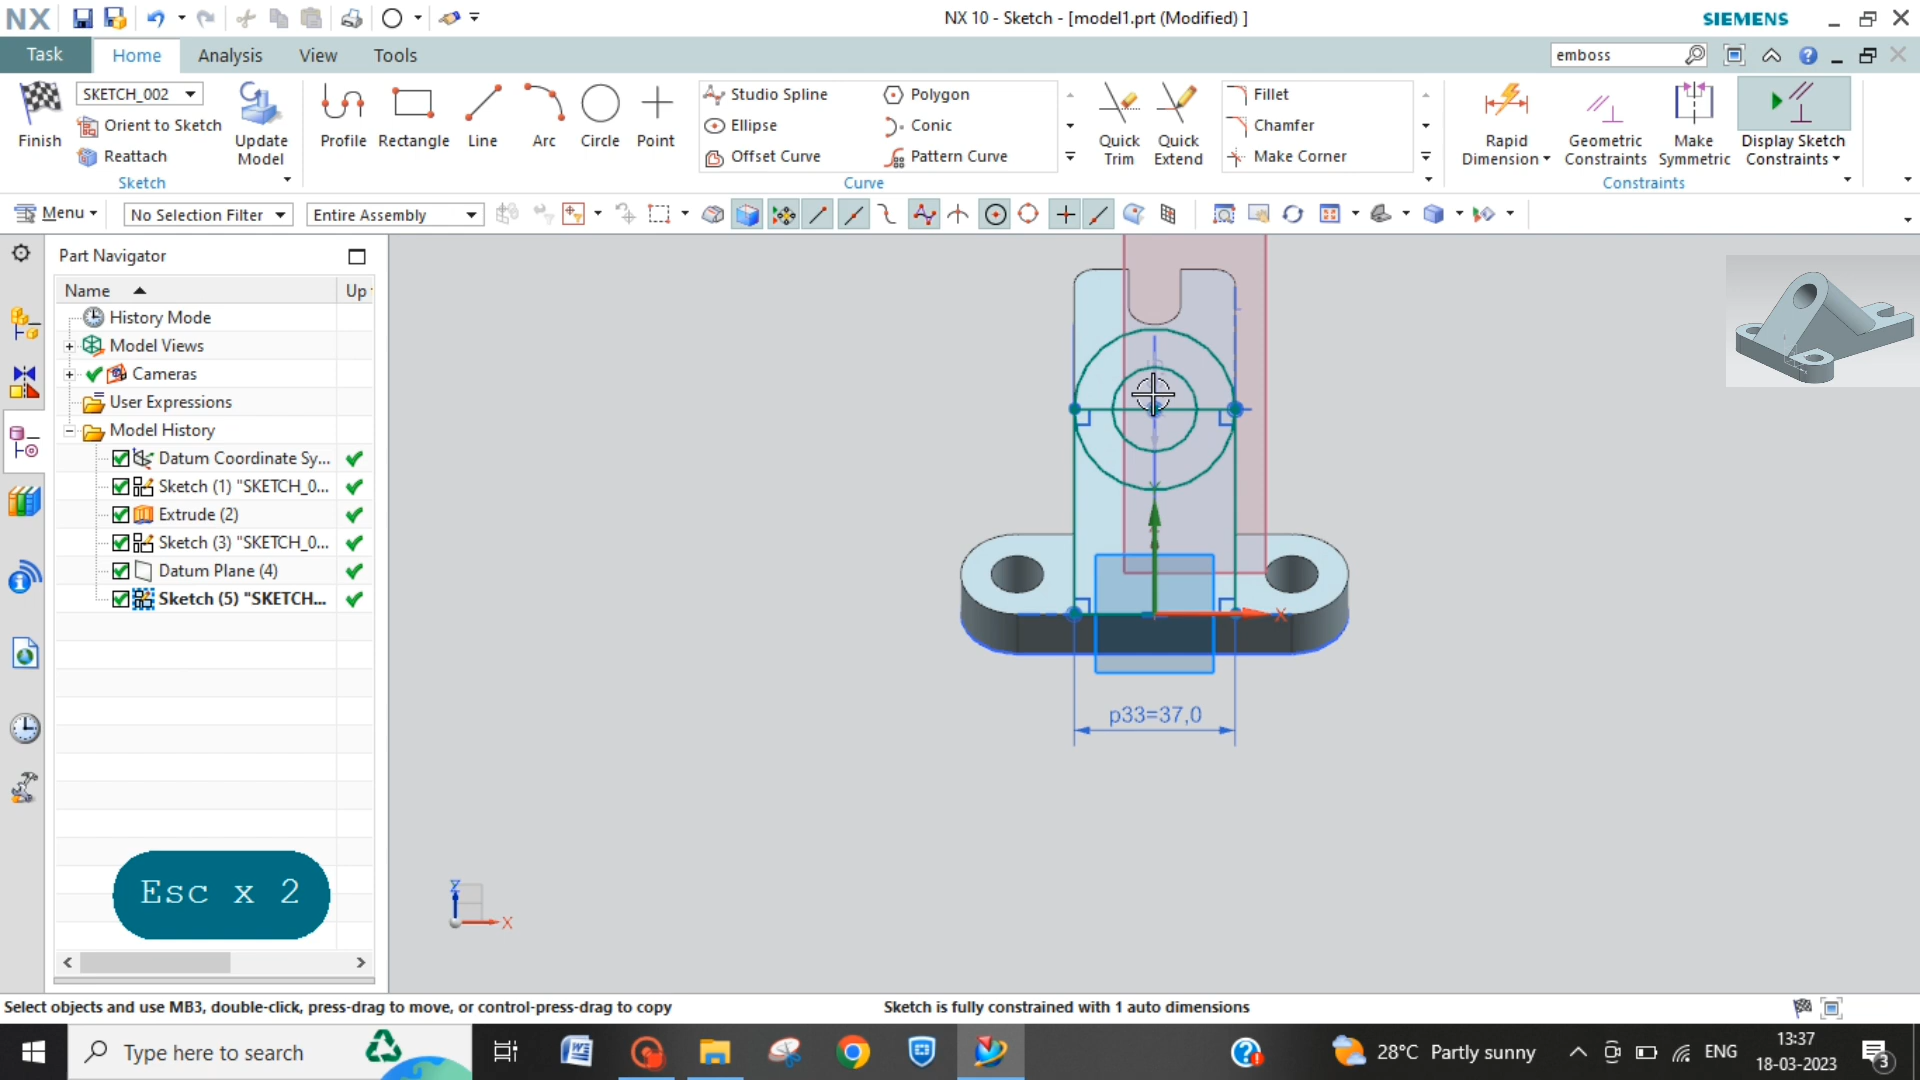 NX
NX 10 - Sketch - [model1.prt (Modified) ]
SIEMENS
Task
Home
Analysis
View
Tools
emboss
Finish
SKETCH_002
Orient to Sketch
Reattach
Update
Model
Sketch
Profile
Rectangle
Line
Arc
Circle
Point
Studio Spline
Ellipse
Offset Curve
Polygon
Conic
Pattern Curve
Curve
Quick
Trim
Quick
Extend
Fillet
Chamfer
Make Corner
Rapid
Dimension
Geometric
Constraints
Make
Symmetric
Display Sketch
Constraints
Constraints
Menu
No Selection Filter
Entire Assembly
Part Navigator
Name
Up
History Mode
Model Views
Cameras
User Expressions
Model History
Datum Coordinate Sy...
Sketch (1) "SKETCH_0...
Extrude (2)
Sketch (3) "SKETCH_0...
Datum Plane (4)
Sketch (5) "SKETCH...
X
p33=37,0
Esc x 2
Z
X
Select objects and use MB3, double-click, press-drag to move, or control-press-drag to copy
Sketch is fully constrained with 1 auto dimensions
Type here to search
28°C Partly sunny
ENG
13:37
18-03-2023
3